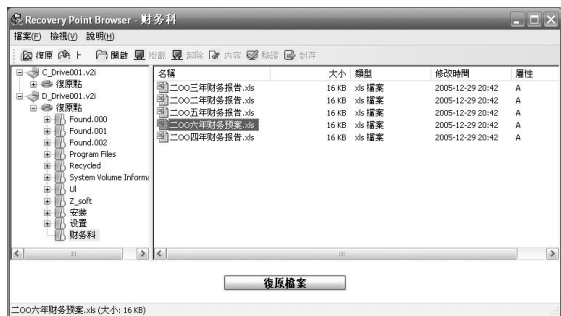 Recovery Point Browser - 财务科
檔案(F) 檢視(V) 說明(H)
復原 上 開啟 掛載 卸除 內容 驗證 封存
C_Drive001.v2i
復原點
D_Drive001.v2i
復原點
Found.000
Found.001
Found.002
Program Files
Recycled
System Volume Informa
UI
Z_soft
安裝
设置
财务科
名稱 大小 類型 修改時間 屬性
二OO三年财务报告.xls 16 KB xls 檔案 2005-12-29 20:42 A
二OO二年财务报告.xls 16 KB xls 檔案 2005-12-29 20:42 A
二OO五年财务报告.xls 16 KB xls 檔案 2005-12-29 20:42 A
二OO六年财务预案.xls 16 KB xls 檔案 2005-12-29 20:42 A
二OO四年财务报告.xls 16 KB xls 檔案 2005-12-29 20:42 A
復原檔案
二OO六年财务预案.xls (大小: 16 KB)